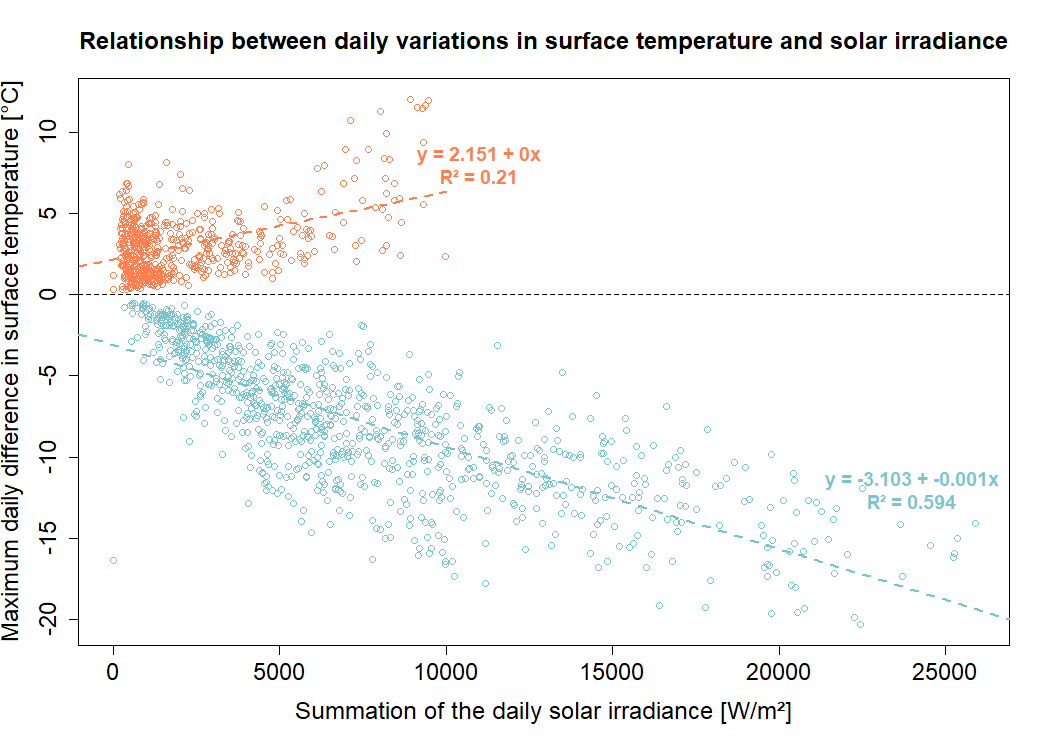 Relationship between daily variations in surface temperature and solar irradiance
Maximum daily difference in surface temperature [°C]
10
5
0
-5
-10
-15
-20
y = 2.151 + 0x
R² = 0.21
y = -3.103 + -0.001x
R² = 0.594
0 5000 10000 15000 20000 25000
Summation of the daily solar irradiance [W/m²]